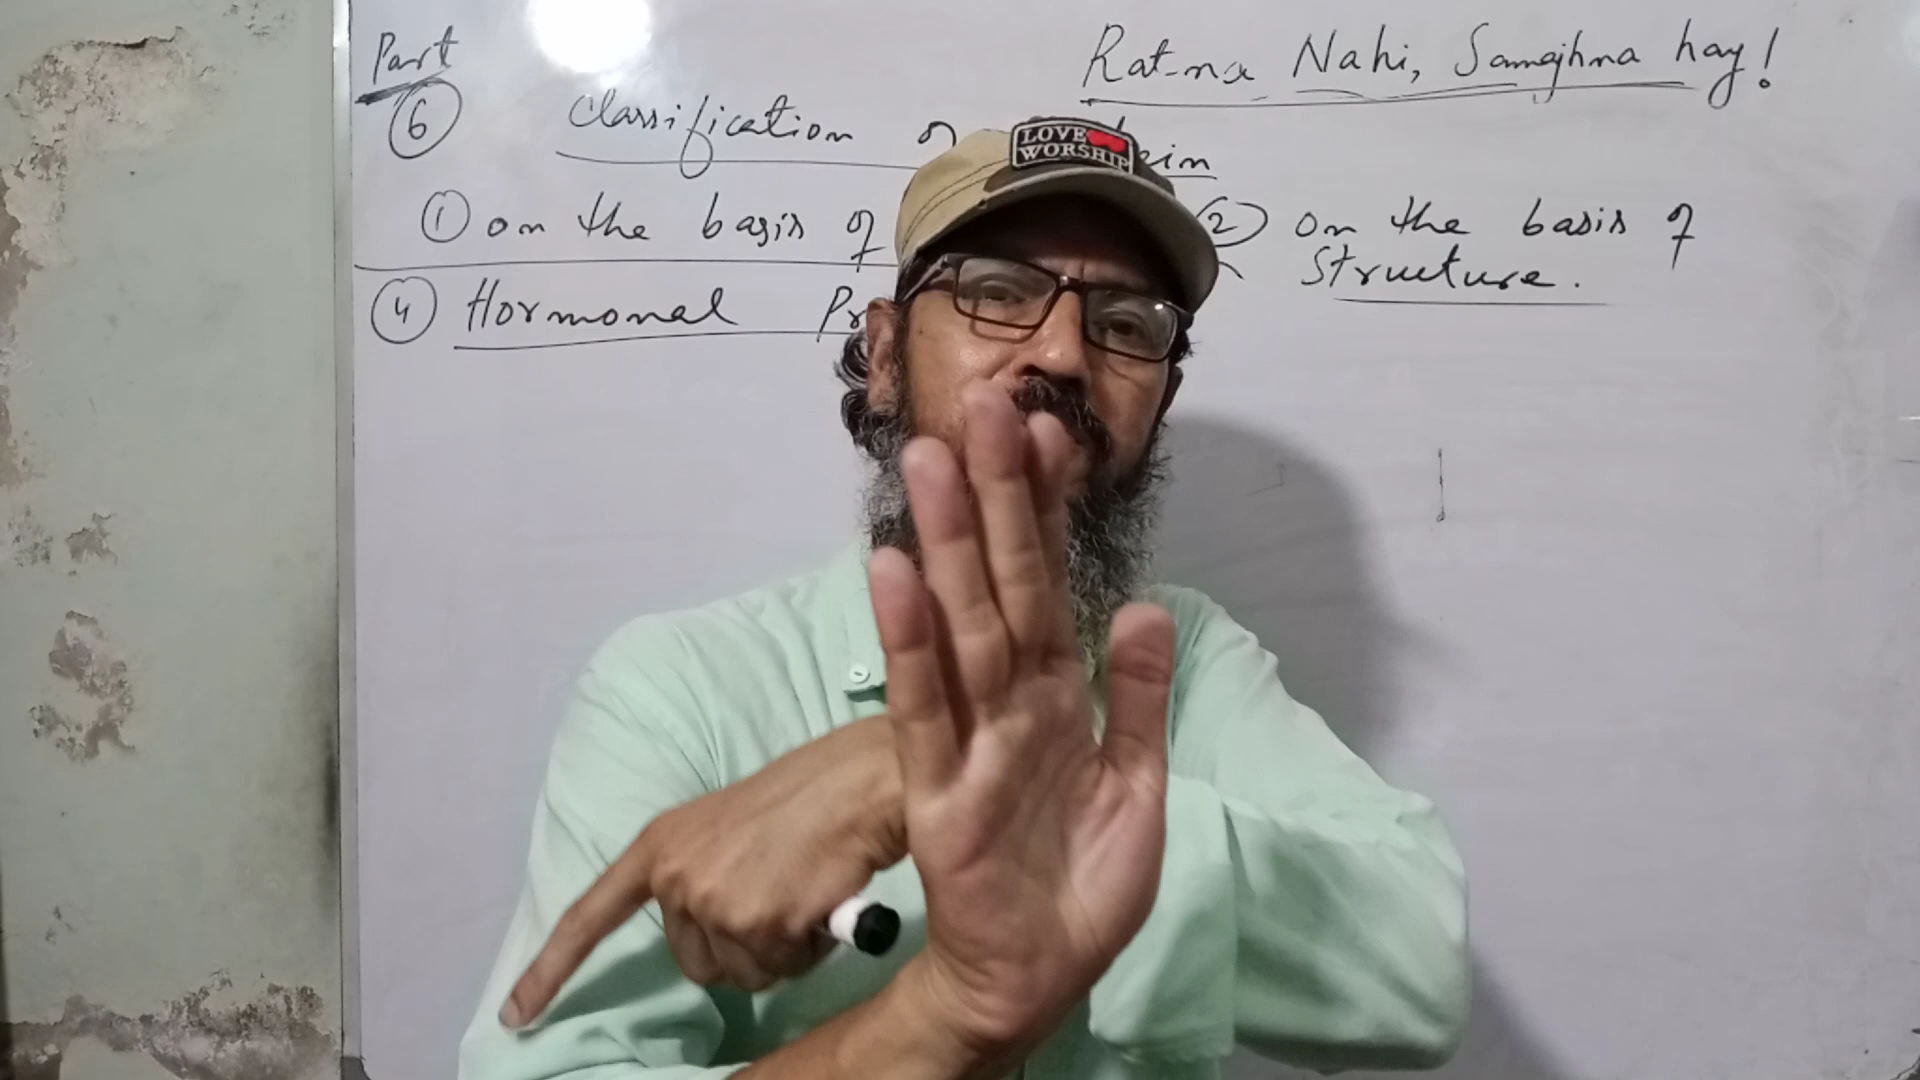 Part
Rat-na Nahi, Samajhna hay!
6 Classification of
1 on the basis of
2 on the basis of
Structure.
4 Hormonal
LOVE
WORSHIP